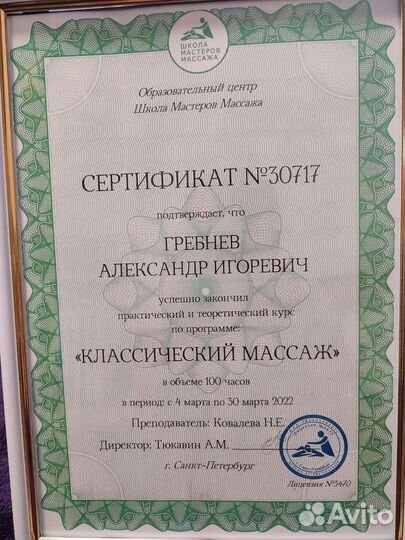 ШКОЛА
МАСТЕРОВ
МАССАЖА
Образовательный центр
Школа Мастеров Массажа
СЕРТИФИКАТ №30717
подтверждает, что
ГРЕБНЕВ
АЛЕКСАНДР ИГОРЕВИЧ
успешно закончил
практический и теоретический курс
по программе:
«КЛАССИЧЕСКИЙ МАССАЖ»
в объеме 100 часов
в период: с 4 марта по 30 марта 2022
Преподаватель: Ковалева Н.Е.
Директор: Тюкавин А.М.
г. Санкт-Петербург
Лицензия №3470
Avito